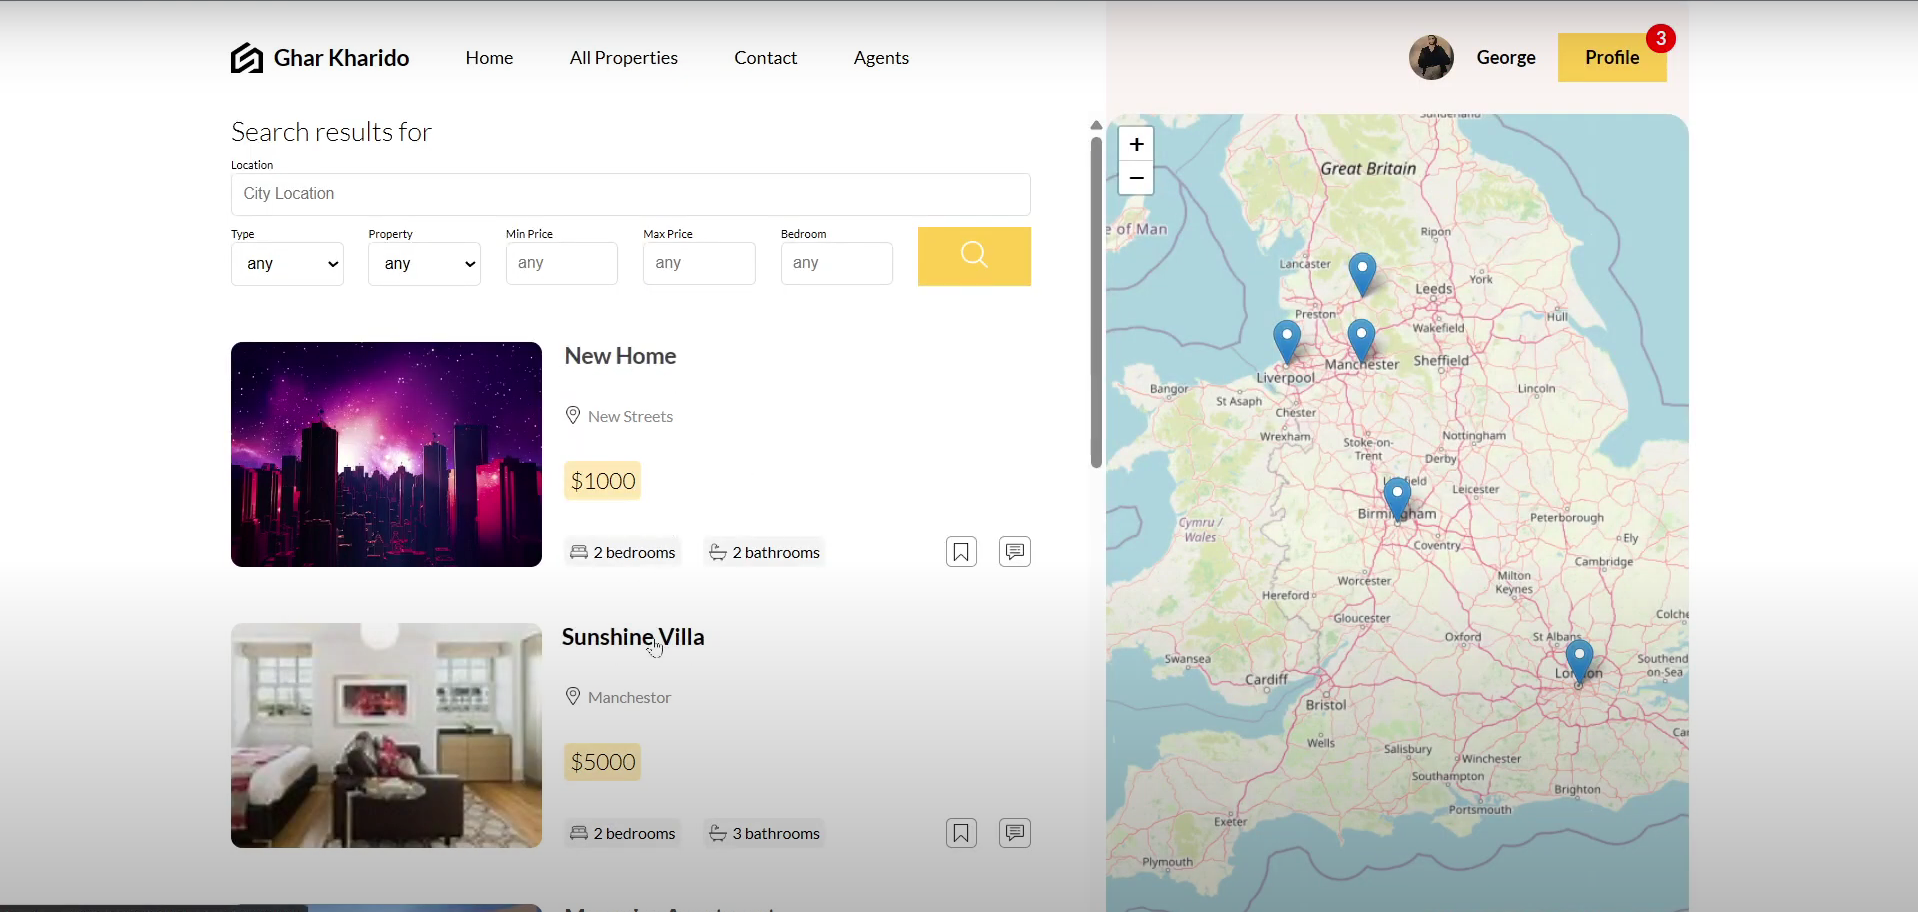 Ghar Kharido
Home
All Properties
Contact
Agents
George
Profile
3
Search results for
Location
City Location
Type
Property
Min Price
Max Price
Bedroom
any
any
any
any
any
New Home
New Streets
$1000
2 bedrooms
2 bathrooms
Sunshine Villa
Manchestor
$5000
2 bedrooms
3 bathrooms
+
−
Great Britain
e of Man
Ripon
Lancaster
York
Leeds
Preston
Hull
Wakefield
Manchester
Sheffield
Liverpool
Bangor
St Asaph
Lincoln
Chester
Wrexham
Stoke-on-
Trent
Nottingham
Derby
Leicester
Birmingham
Peterborough
Cymru /
Wales
Ely
Coventry
Cambridge
Worcester
Milton
Keynes
Hereford
Gloucester
Colche
Oxford
St Albans
Swansea
Southend
-on-Sea
Cardiff
London
Bristol
Wells
Salisbury
Winchester
Southampton
Brighton
Portsmouth
Exeter
Plymouth